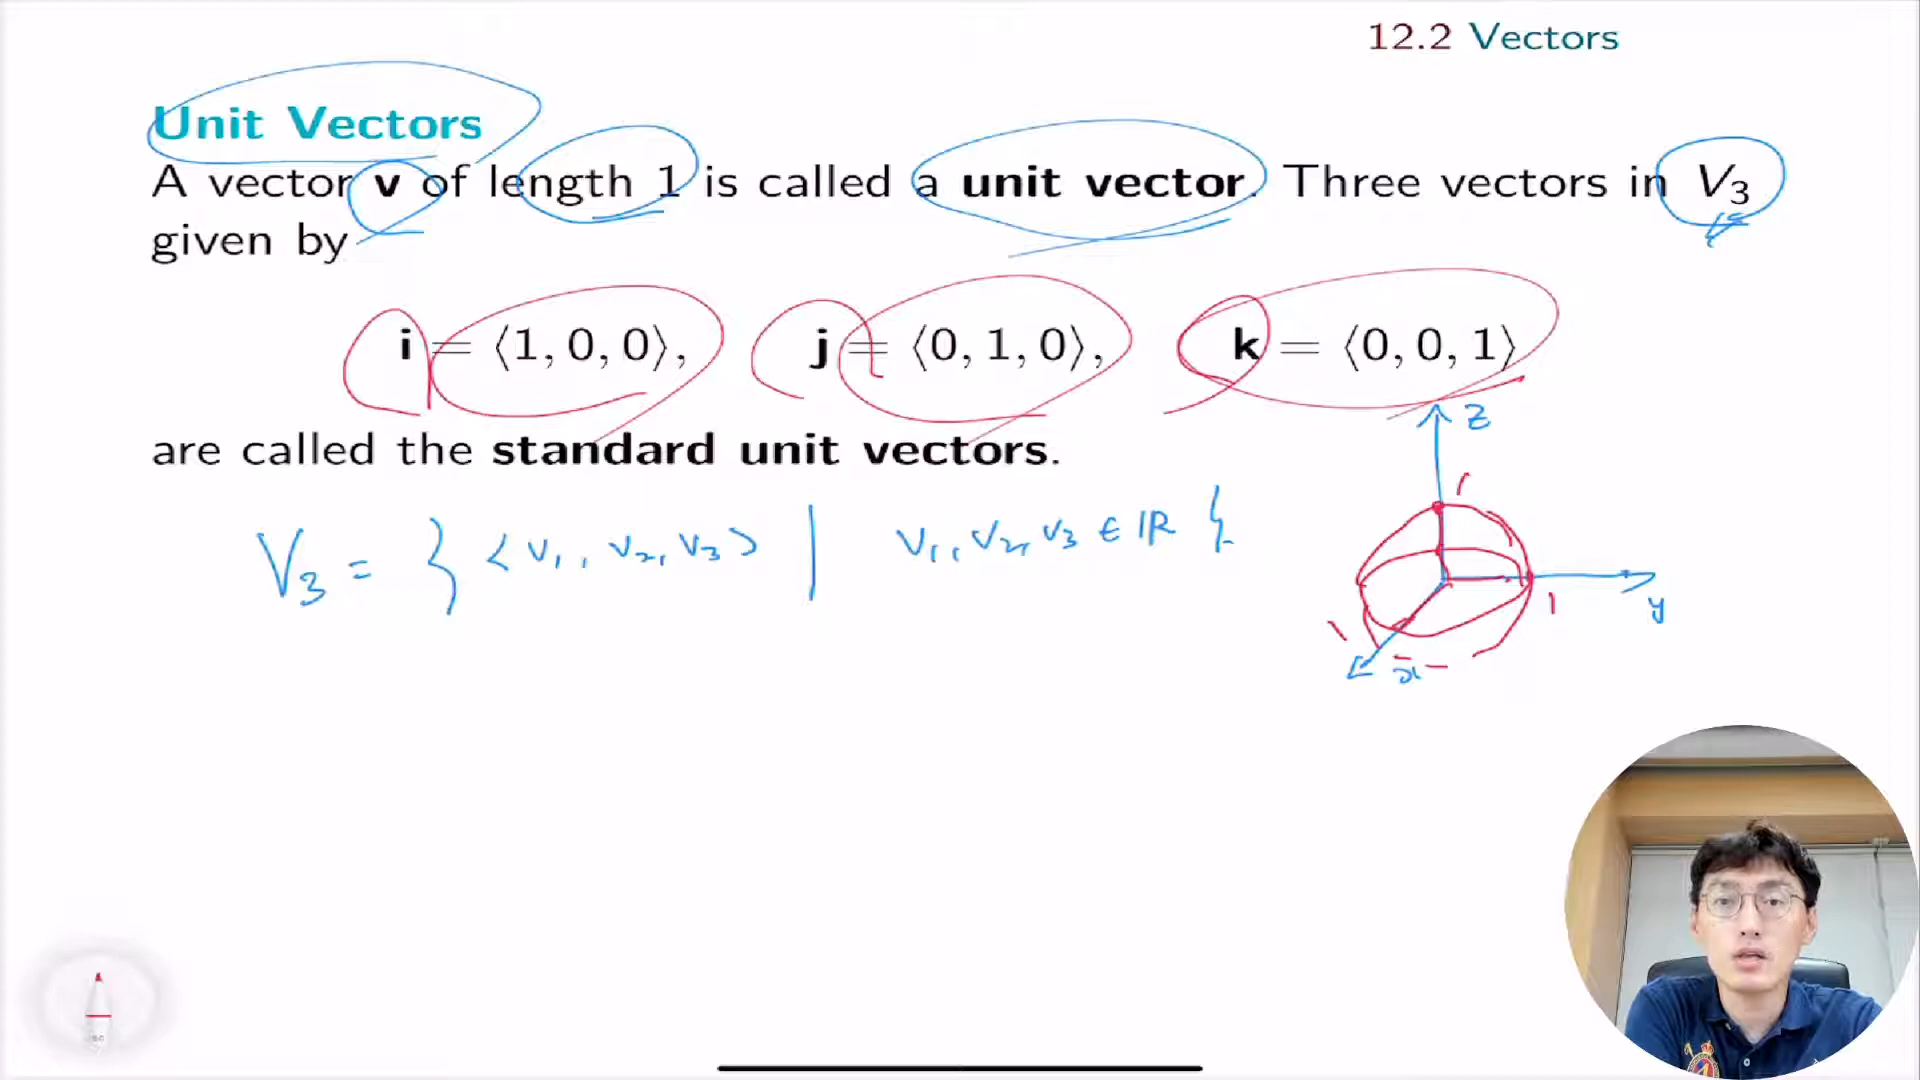 12.2 Vectors
Unit Vectors
A vector v of length 1 is called a unit vector. Three vectors in V₃
given by
i = ⟨1, 0, 0⟩, j = ⟨0, 1, 0⟩, k = ⟨0, 0, 1⟩
are called the standard unit vectors.
V₃ = { <v₁, v₂, v₃> | v₁, v₂, v₃ ∈ ℝ }
z
1
1
y
1
x